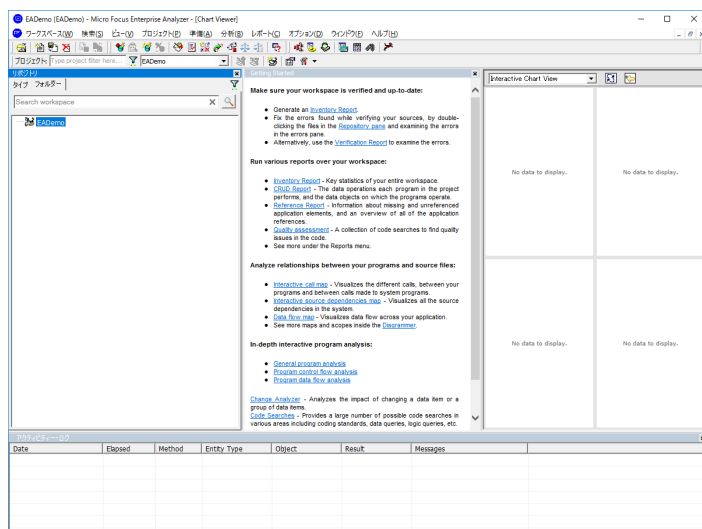 EADemo (EADemo) - Micro Focus Enterprise Analyzer - [Chart Viewer]
ワークスペース(W) 検索(S) ビュー(V) プロジェクト(P) 準備(A) 分析(B) レポート(C) オプション(D) ウィンドウ(F) ヘルプ(H)
プロジェクト: Type project filter here... EADemo
リポジトリ
タイプ フォルダー
Search workspace
EADemo
Getting Started
Make sure your workspace is verified and up-to-date:
Generate an Inventory Report.
Fix the errors found while verifying your sources, by double-
clicking the files in the Repository pane and examining the errors
in the errors pane.
Alternatively, use the Verification Report to examine the errors.
Run various reports over your workspace:
Inventory Report - Key statistics of your entire workspace.
CRUD Report - The data operations each program in the project
performs, and the data objects on which the programs operate.
Reference Report - Information about missing and unreferenced
application elements, and an overview of all of the application
references.
Quality assessment - A collection of code searches to find quality
issues in the code.
See more under the Reports menu.
Analyze relationships between your programs and source files:
Interactive call map - Visualizes the different calls, between your
programs and between calls made to system programs.
Interactive source dependencies map - Visualizes all the source
dependencies in the system.
Data flow map - Visualizes data flow across your application.
See more maps and scopes inside the Diagrammer.
In-depth interactive program analysis:
General program analysis
Program control flow analysis
Program data flow analysis
Change Analyzer - Analyzes the impact of changing a data item or a
group of data items.
Code Searches - Provides a large number of possible code searches in
various areas including coding standards, data queries, logic queries, etc.
Interactive Chart View
No data to display. No data to display.
No data to display. No data to display.
アクティビティー・ログ
Date Elapsed Method Entity Type Object Result Messages